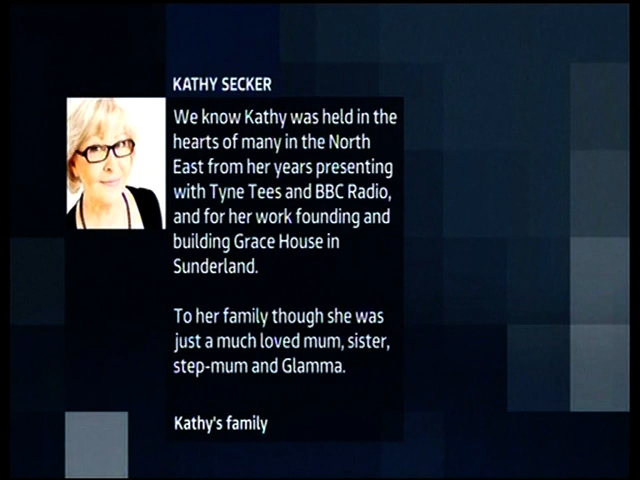 KATHY SECKER
We know Kathy was held in the
hearts of many in the North
East from her years presenting
with Tyne Tees and BBC Radio,
and for her work founding and
building Grace House in
Sunderland.
To her family though she was
just a much loved mum, sister,
step-mum and Glamma.
Kathy's family